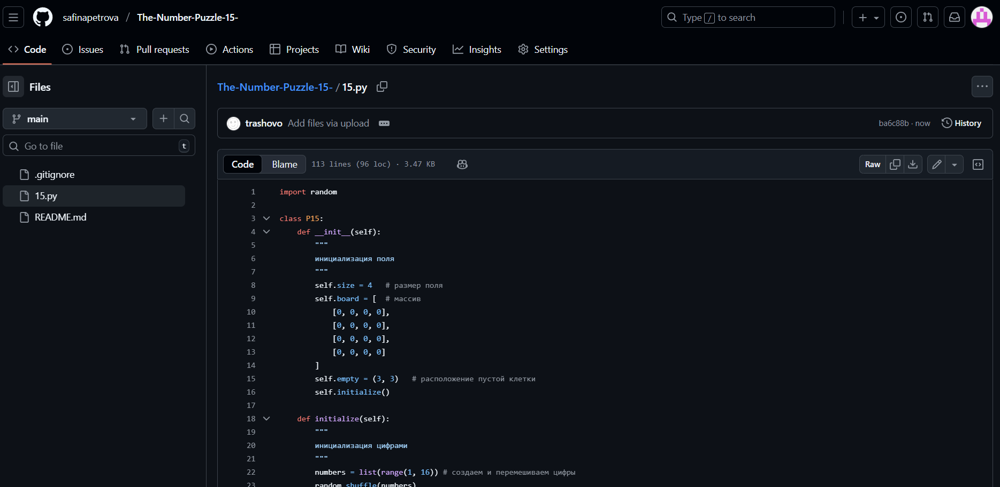 safinapetrova / The-Number-Puzzle-15-
Type / to search
Code Issues Pull requests Actions Projects Wiki Security Insights Settings
Files
main
Go to file t
.gitignore
15.py
README.md
The-Number-Puzzle-15- / 15.py
trashovo Add files via upload
ba6c88b · now History
Code Blame 113 lines (96 loc) · 3.47 KB
Raw
1 import random
2
3 class P15:
4 def __init__(self):
5 """
6 инициализация поля
7 """
8 self.size = 4 # размер поля
9 self.board = [ # массив
10 [0, 0, 0, 0],
11 [0, 0, 0, 0],
12 [0, 0, 0, 0],
13 [0, 0, 0, 0]
14 ]
15 self.empty = (3, 3) # расположение пустой клетки
16 self.initialize()
17
18 def initialize(self):
19 """
20 инициализация цифрами
21 """
22 numbers = list(range(1, 16)) # создаем и перемешиваем цифры
23 random.shuffle(numbers)